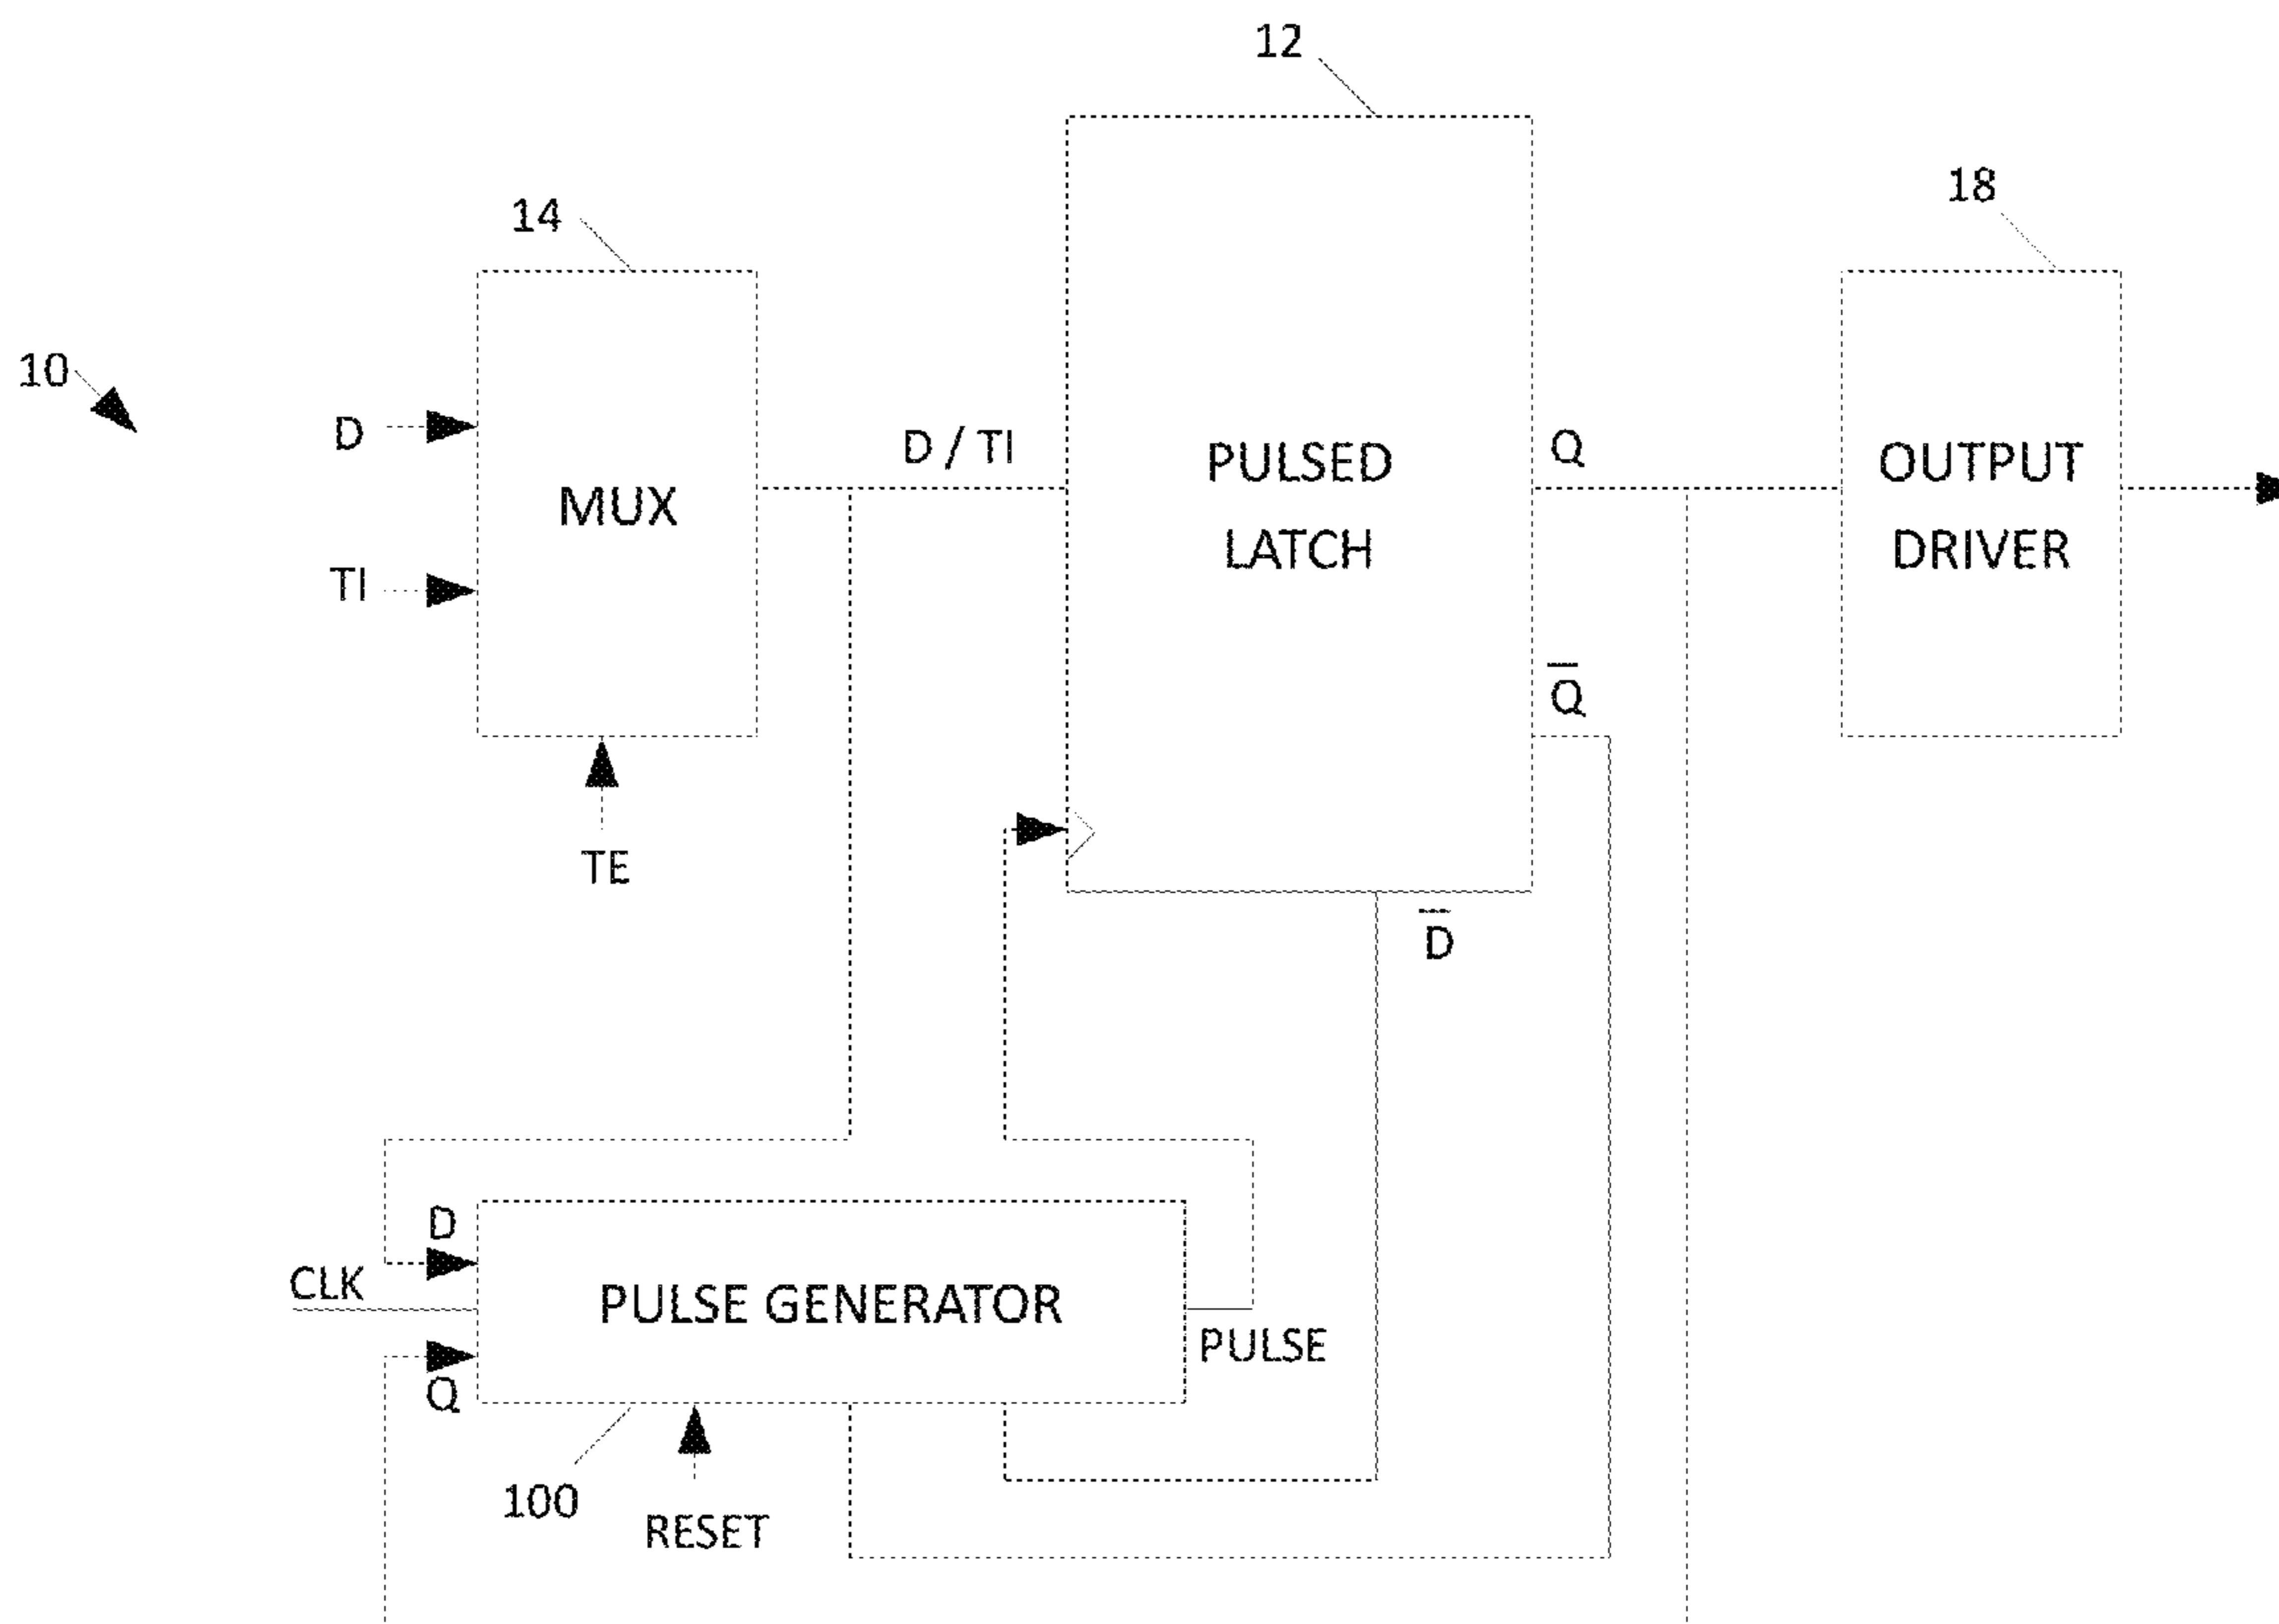 12
18
14
10
D
D / TI
PULSED
LATCH
Q
OUTPUT
DRIVER
MUX
TI
Q̅
TE
D̅
D
CLK
PULSE GENERATOR
PULSE
Q
100
RESET